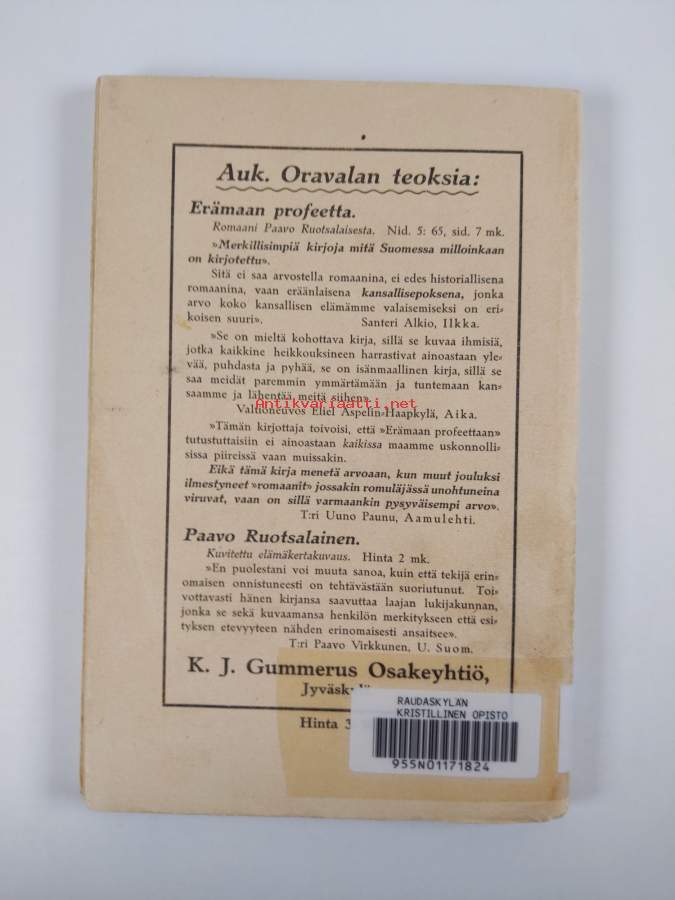 Auk. Oravalan teoksia:
Erämaan profeetta.
Romaani Paavo Ruotsalaisesta. Nid. 5: 65, sid. 7 mk.
»Merkillisimpiä kirjoja mitä Suomessa milloinkaan
on kirjotettu».
Sitä ei saa arvostella romaanina, ei edes historiallisena
romaanina, vaan eräänlaisena kansalliseposena, jonka
arvo koko kansallisen elämämme valaisemiseksi on eri-
koisen suuri». Santeri Alkio, Ilkka.
»Se on mieltä kohottava kirja, sillä se kuvaa ihmisiä,
jotka kaikkine heikkouksineen harrastivat ainoastaan yle-
vää, puhdasta ja pyhää, se on isänmaallinen kirja, sillä se
saa meidät paremmin ymmärtämään ja tuntemaan kan-
saamme ja lähentää meitä siihen».
Antikvariaatti.net
Valtioneuvos Eliel Aspelin-Haapkylä, Aika.
»Tämän kirjottaja toivoisi, että »Erämaan profeettaan»
tutustuttaisiin ei ainoastaan kaikissa maamme uskonnolli-
sissa piireissä vaan muissakin.
Eikä tämä kirja menetä arvoaan, kun muut jouluksi
ilmestyneet »romaanit» jossakin romuläjässä unohtuneina
viruvat, vaan on sillä varmaankin pysyväisempi arvo».
T:ri Uuno Paunu, Aamulehti.
Paavo Ruotsalainen.
Kuvitettu elämäkertakuvaus. Hinta 2 mk.
»En puolestani voi muuta sanoa, kuin että tekijä erin-
omaisen onnistuneesti on tehtävästään suoriutunut. Toi-
vottavasti hänen kirjansa saavuttaa laajan lukijakunnan,
jonka se sekä kuvaamansa henkilön merkitykseen että esi-
tyksen etevyyteen nähden erinomaisesti ansaitsee».
T:ri Paavo Virkkunen, U. Suom.
K. J. Gummerus Osakeyhtiö,
RAUDASKYLÄN
KRISTILLINEN OPISTO
Hinta 3
955N01171824